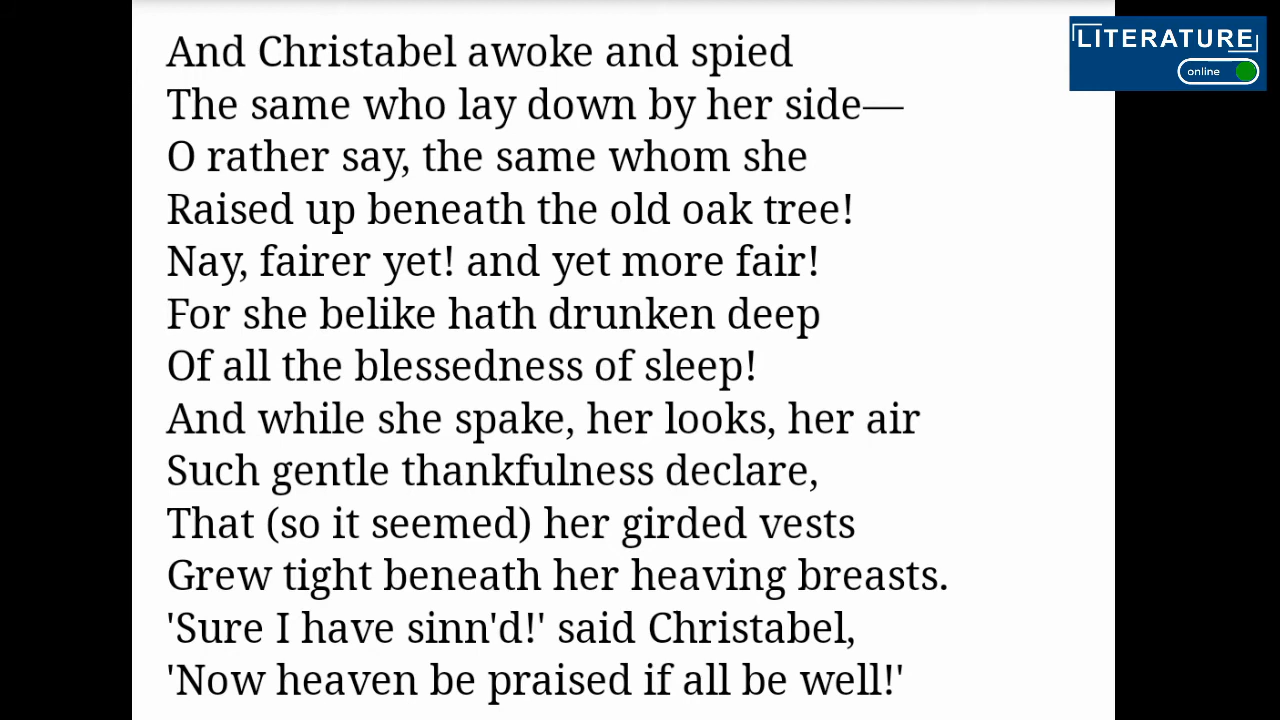 And Christabel awoke and spied
The same who lay down by her side—
O rather say, the same whom she
Raised up beneath the old oak tree!
Nay, fairer yet! and yet more fair!
For she belike hath drunken deep
Of all the blessedness of sleep!
And while she spake, her looks, her air
Such gentle thankfulness declare,
That (so it seemed) her girded vests
Grew tight beneath her heaving breasts.
'Sure I have sinn'd!' said Christabel,
'Now heaven be praised if all be well!'
LITERATURE
online